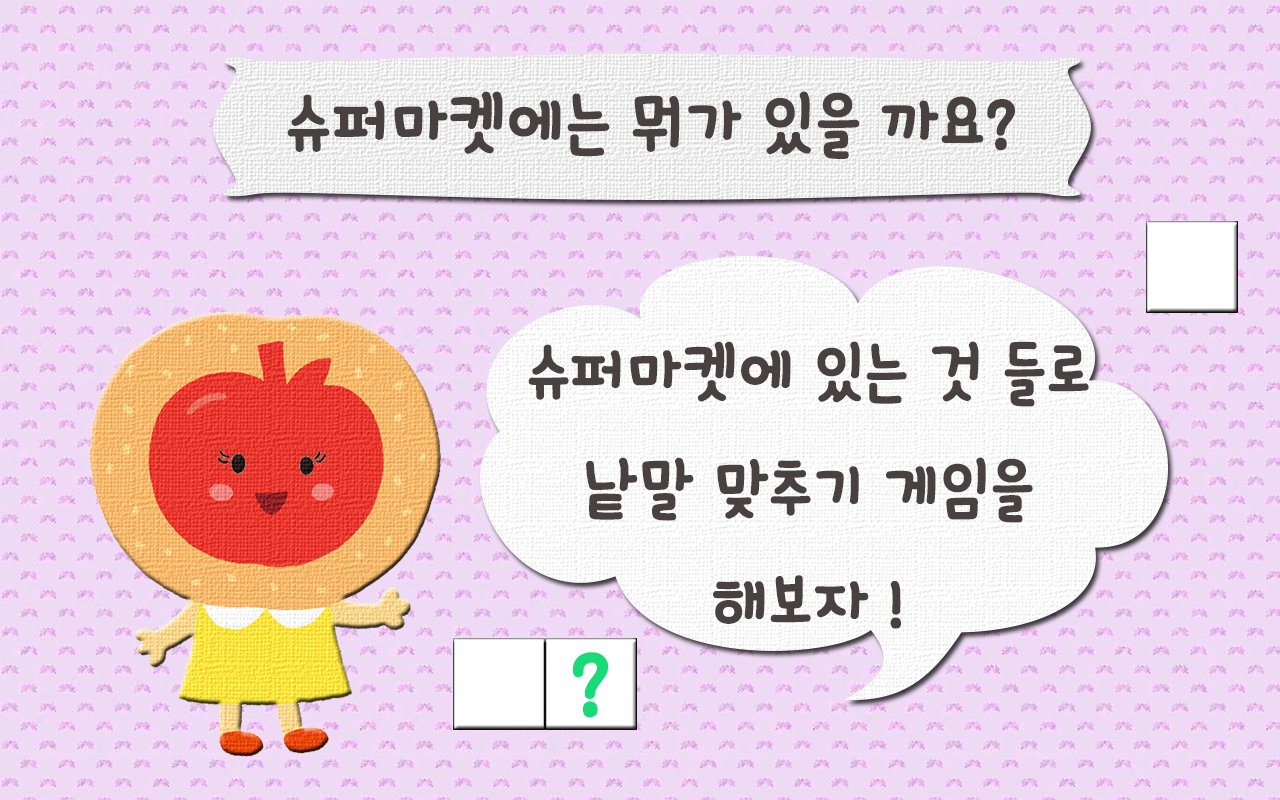 슈퍼마켓에는 뭐가 있을 까요?
슈퍼마켓에 있는 것 들로
낱말 맞추기 게임을
해보자 !
?